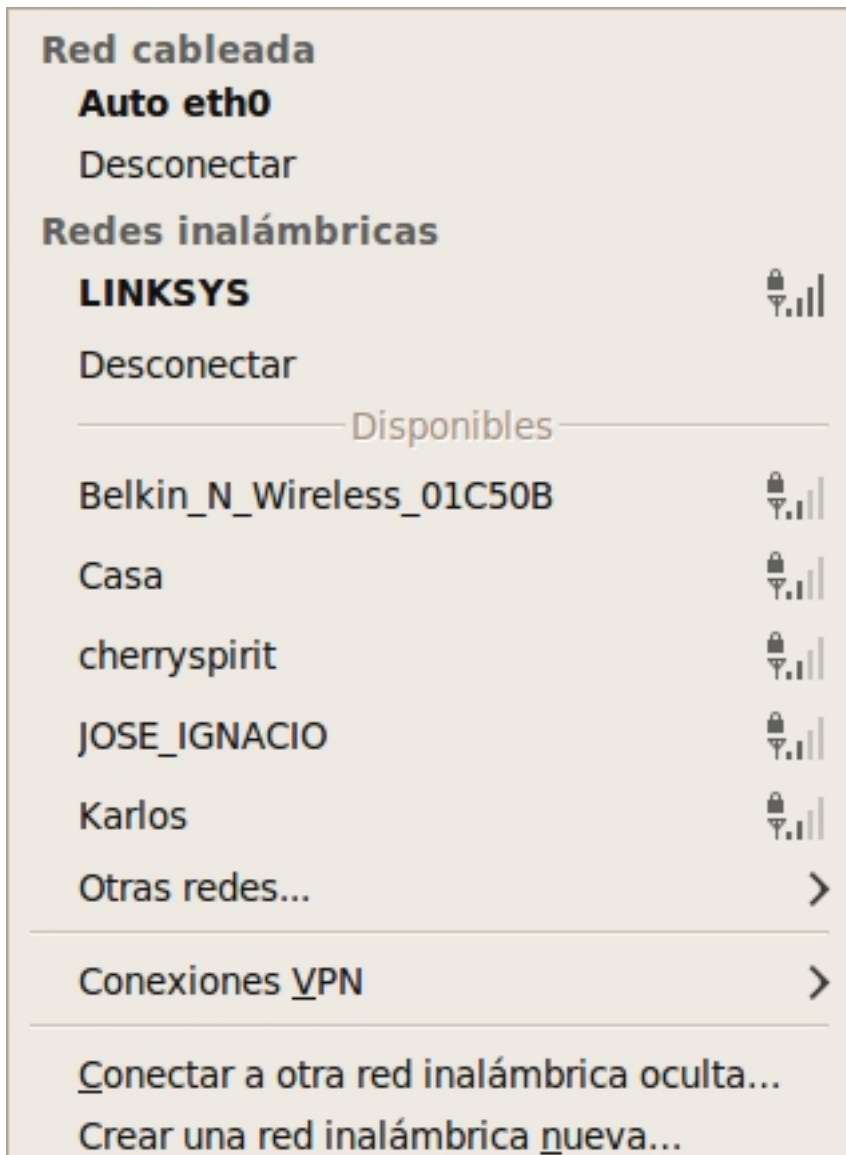 Red cableada
Auto eth0
Desconectar
Redes inalámbricas
LINKSYS
Desconectar
Disponibles
Belkin_N_Wireless_01C50B
Casa
cherryspirit
JOSE_IGNACIO
Karlos
Otras redes...
Conexiones VPN
Conectar a otra red inalámbrica oculta...
Crear una red inalámbrica nueva...